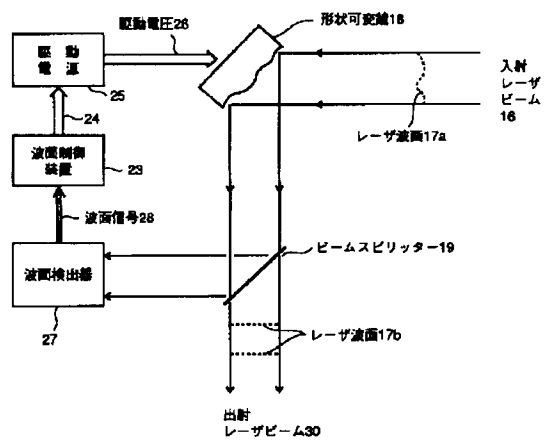 駆動電圧26
形状可変鏡18
駆動
電源
25
24
入射
レーザ
ビーム
16
レーザ波面17a
波面制御
装置
23
波面信号28
ビームスピリッター19
波面検出器
27
レーザ波面17b
出射
レーザビーム30